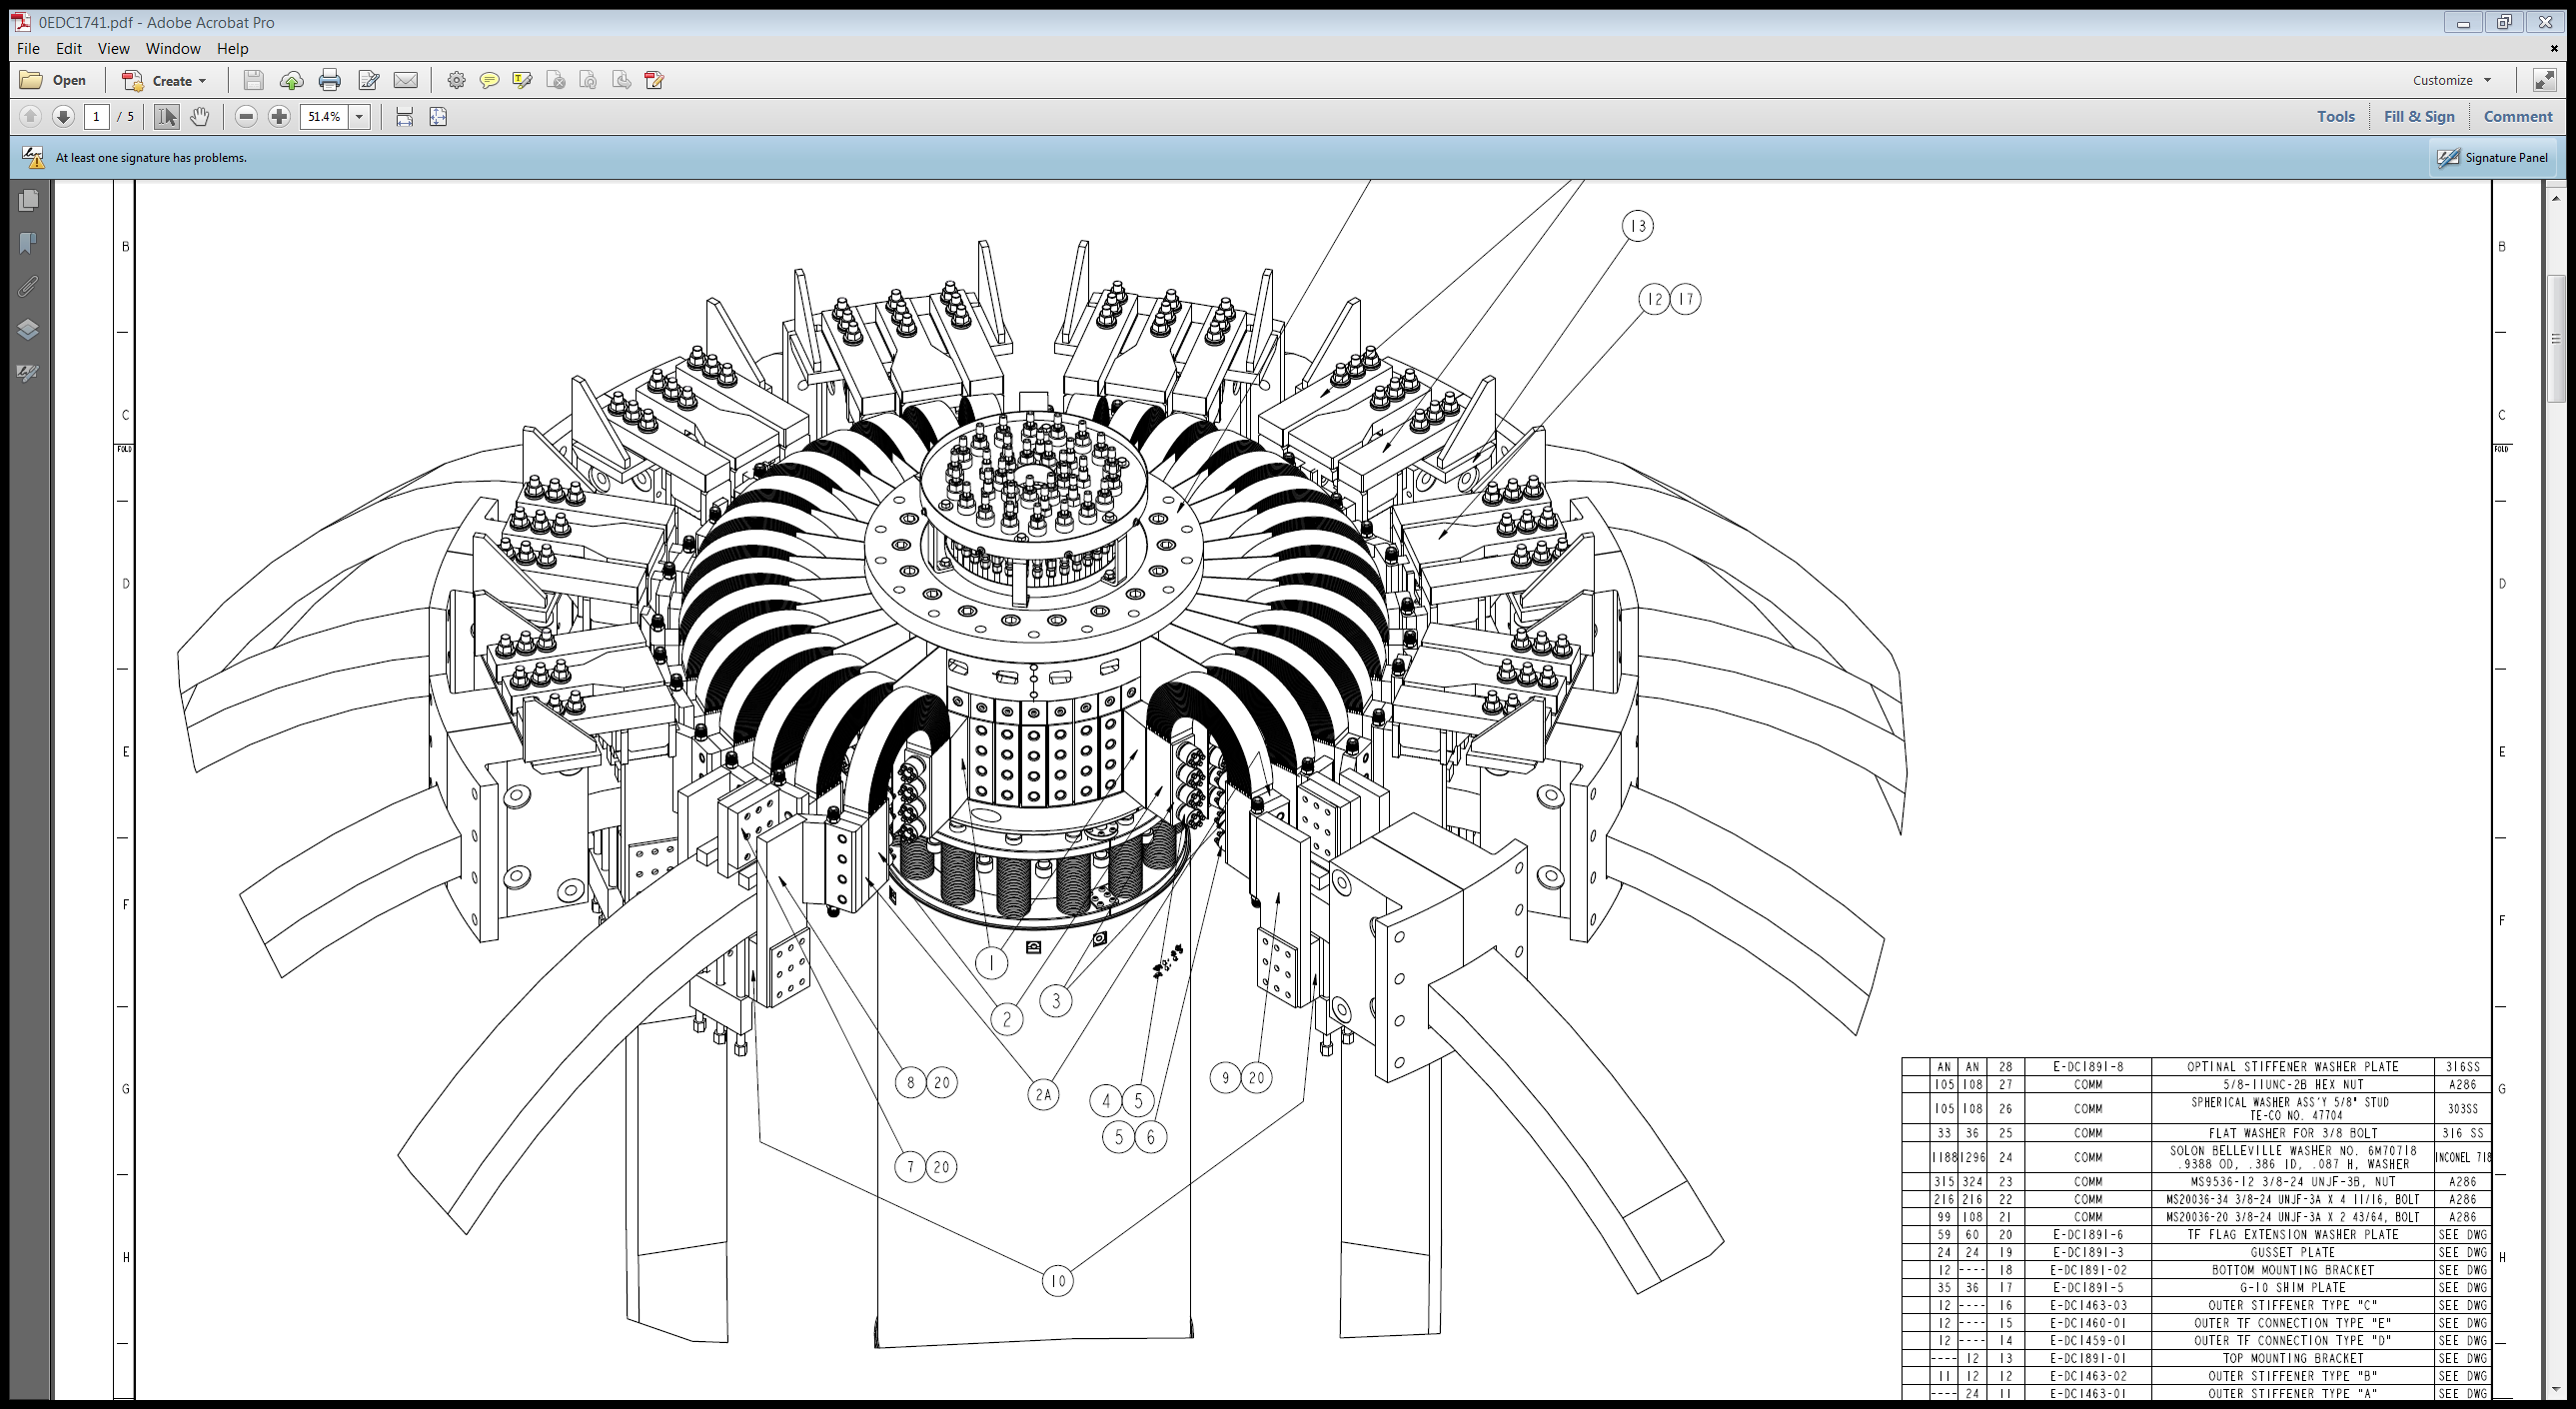 0EDC1741.pdf - Adobe Acrobat Pro
File Edit View Window Help
Open Create Customize
1 / 5 51.4% Tools Fill & Sign Comment
At least one signature has problems. Signature Panel
B B
13
12 17
C C
FOLD FOLD
D D
E E
F F
1
3
2
8 20 2A 4 5 9 20
5 6
7 20
10
G G
H H
AN AN 28 E-DC1891-8 OPTINAL STIFFENER WASHER PLATE 316SS
105 108 27 COMM 5/8-11UNC-2B HEX NUT A286
105 108 26 COMM SPHERICAL WASHER ASS'Y 5/8" STUD 303SS
TE-CO NO. 47704
33 36 25 COMM FLAT WASHER FOR 3/8 BOLT 316 SS
1188 1296 24 COMM SOLON BELLEVILLE WASHER NO. 6M70718 INCONEL 718
.9388 OD, .386 ID, .087 H, WASHER
315 324 23 COMM MS9536-12 3/8-24 UNJF-3B, NUT A286
216 216 22 COMM MS20036-34 3/8-24 UNJF-3A X 4 11/16, BOLT A286
99 108 21 COMM MS20036-20 3/8-24 UNJF-3A X 2 43/64, BOLT A286
59 60 20 E-DC1891-6 TF FLAG EXTENSION WASHER PLATE SEE DWG
24 24 19 E-DC1891-3 GUSSET PLATE SEE DWG
12 ---- 18 E-DC1891-02 BOTTOM MOUNTING BRACKET SEE DWG
35 36 17 E-DC1891-5 G-10 SHIM PLATE SEE DWG
12 ---- 16 E-DC1463-03 OUTER STIFFENER TYPE "C" SEE DWG
12 ---- 15 E-DC1460-01 OUTER TF CONNECTION TYPE "E" SEE DWG
12 ---- 14 E-DC1459-01 OUTER TF CONNECTION TYPE "D" SEE DWG
---- 12 13 E-DC1891-01 TOP MOUNTING BRACKET SEE DWG
11 12 12 E-DC1463-02 OUTER STIFFENER TYPE "B" SEE DWG
---- 24 11 E-DC1463-01 OUTER STIFFENER TYPE "A" SEE DWG